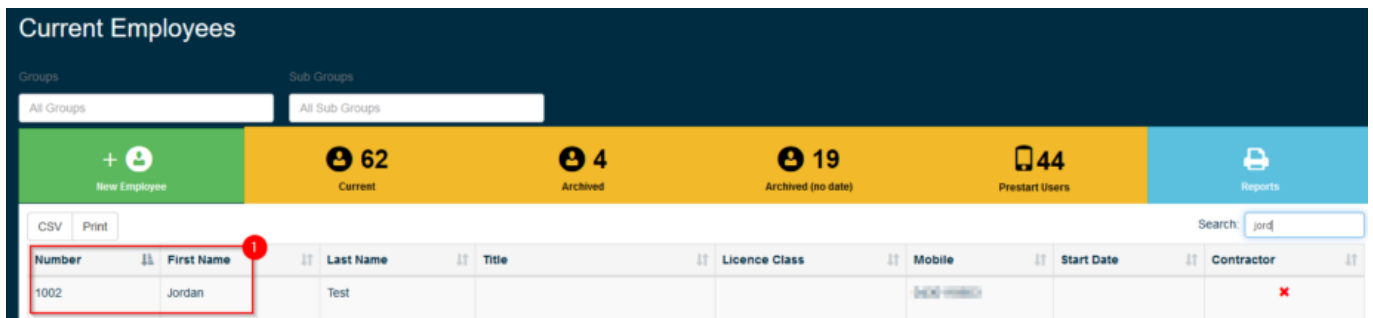 Current Employees
Groups Sub Groups
All Groups All Sub Groups
+ 62 4 19 44
New Employee Current Archived Archived (no date) Prestart Users Reports
CSV Print Search: jord
1
Number First Name Last Name Title Licence Class Mobile Start Date Contractor
1002 Jordan Test